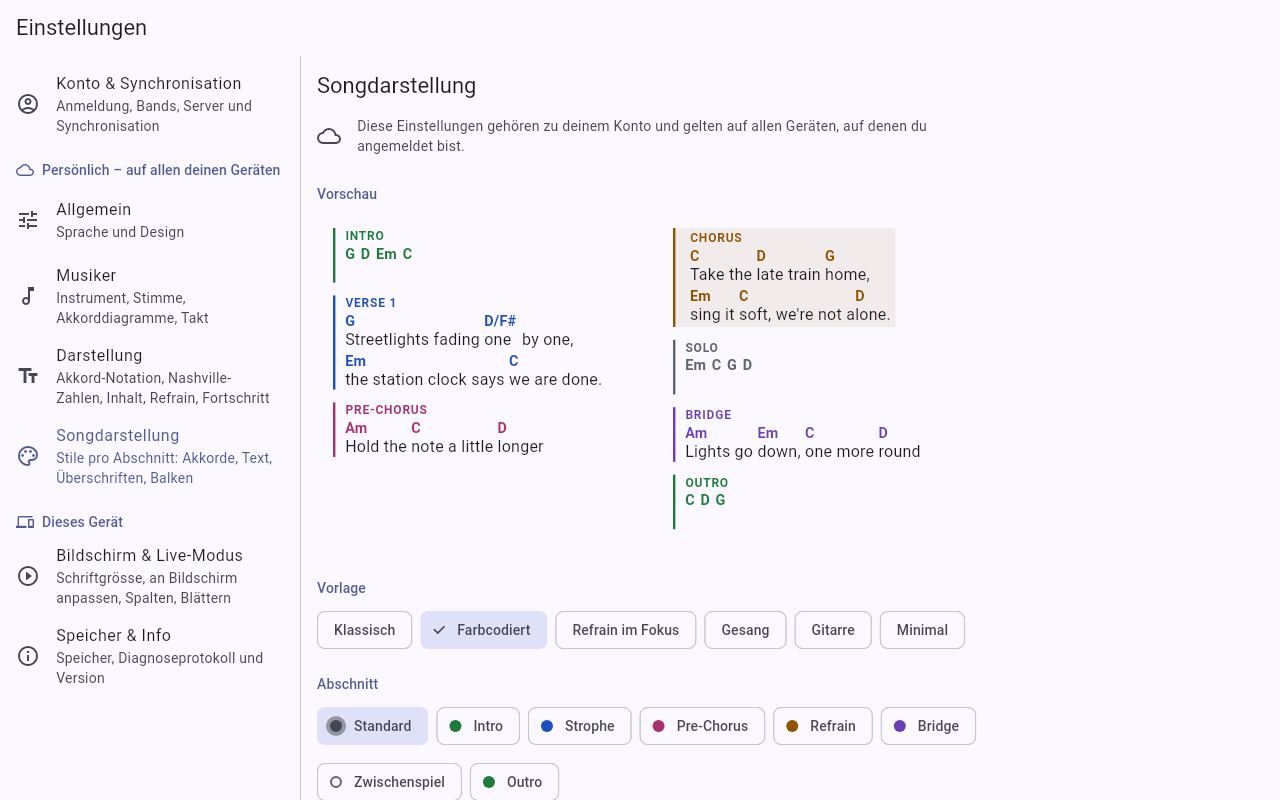 Einstellungen
Konto & Synchronisation
Anmeldung, Bands, Server und
Synchronisation
Persönlich – auf allen deinen Geräten
Allgemein
Sprache und Design
Musiker
Instrument, Stimme,
Akkorddiagramme, Takt
Darstellung
Akkord-Notation, Nashville-
Zahlen, Inhalt, Refrain, Fortschritt
Songdarstellung
Stile pro Abschnitt: Akkorde, Text,
Überschriften, Balken
Dieses Gerät
Bildschirm & Live-Modus
Schriftgrösse, an Bildschirm
anpassen, Spalten, Blättern
Speicher & Info
Speicher, Diagnoseprotokoll und
Version
Songdarstellung
Diese Einstellungen gehören zu deinem Konto und gelten auf allen Geräten, auf denen du
angemeldet bist.
Vorschau
INTRO
G D Em C
VERSE 1
G D/F#
Streetlights fading one by one,
Em C
the station clock says we are done.
PRE-CHORUS
Am C D
Hold the note a little longer
CHORUS
C D G
Take the late train home,
Em C D
sing it soft, we're not alone.
SOLO
Em C G D
BRIDGE
Am Em C D
Lights go down, one more round
OUTRO
C D G
Vorlage
Klassisch Farbcodiert Refrain im Fokus Gesang Gitarre Minimal
Abschnitt
Standard Intro Strophe Pre-Chorus Refrain Bridge
Zwischenspiel Outro